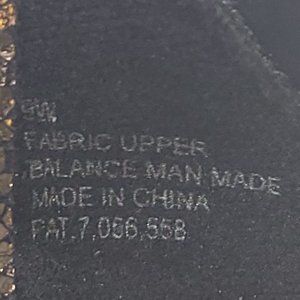 9W
FABRIC UPPER
BALANCE MAN MADE
MADE IN CHINA
PAT.7,056,558